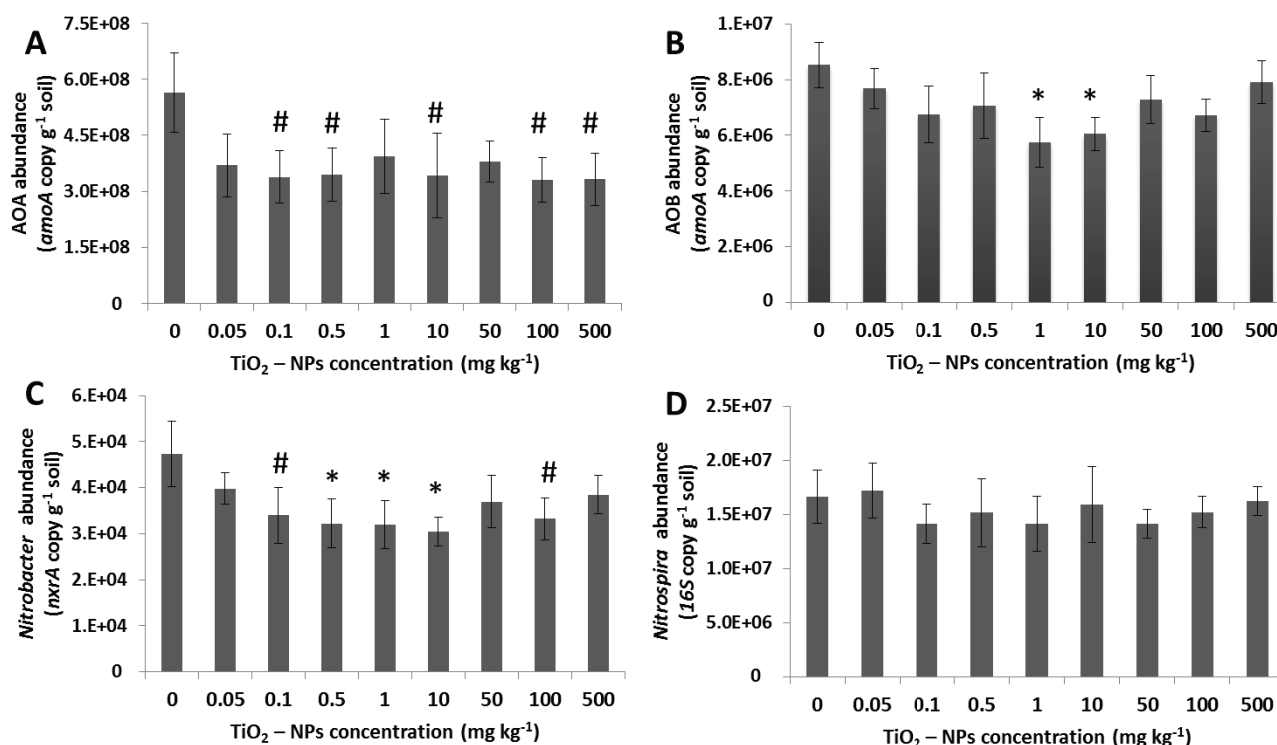 A
AOA abundance
(amoA copy g⁻¹ soil)
7.5E+08
6.0E+08
4.5E+08
3.0E+08
1.5E+08
0
# # # # #
0 0.05 0.1 0.5 1 10 50 100 500
TiO₂ – NPs concentration (mg kg⁻¹)
B
AOB abundance
(amoA copy g⁻¹ soil)
1.E+07
8.E+06
6.E+06
4.E+06
2.E+06
0
* *
0 0.05 0.1 0.5 1 10 50 100 500
TiO₂ – NPs concentration (mg kg⁻¹)
C
Nitrobacter abundance
(nxrA copy g⁻¹ soil)
6.E+04
5.E+04
4.E+04
3.E+04
2.E+04
1.E+04
0
# * * * #
0 0.05 0.1 0.5 1 10 50 100 500
TiO₂ – NPs concentration (mg kg⁻¹)
D
Nitrospira abundance
(16S copy g⁻¹ soil)
2.5E+07
2.0E+07
1.5E+07
1.0E+07
5.0E+06
0
0 0.05 0.1 0.5 1 10 50 100 500
TiO₂ – NPs concentration (mg kg⁻¹)